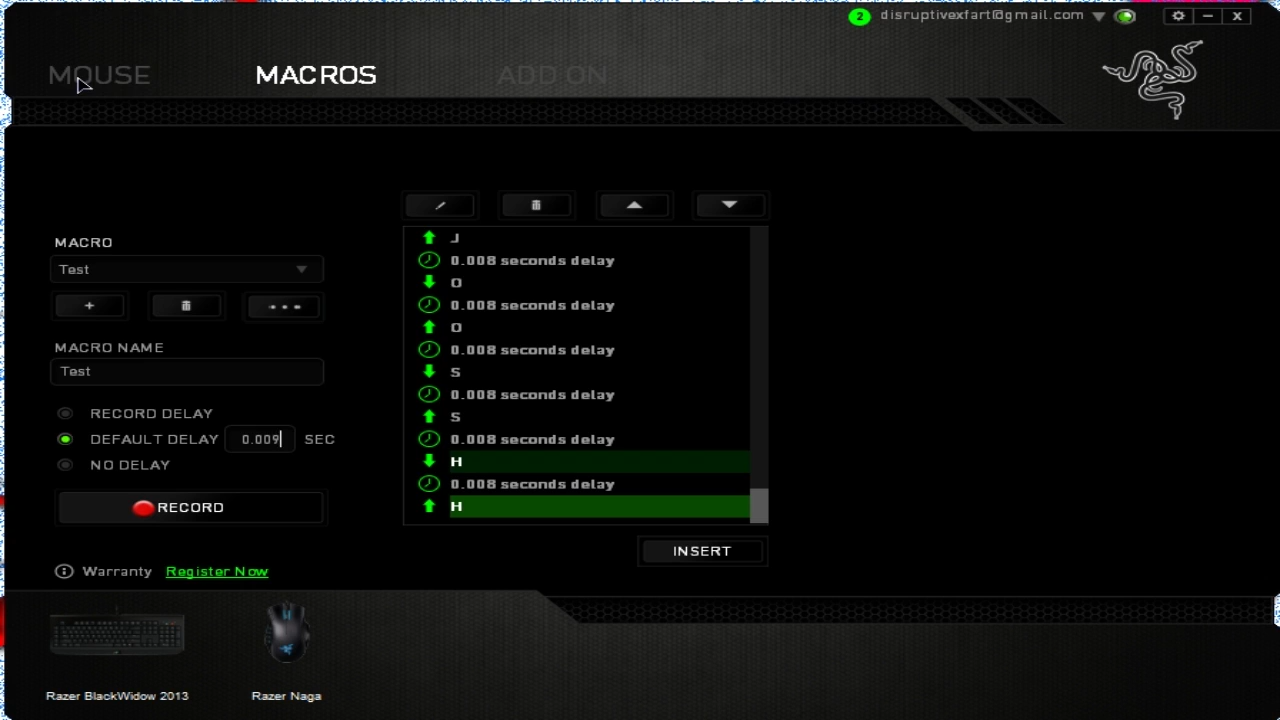 2 disruptivexfart@gmail.com
MOUSE MACROS ADD ON
MACRO
Test
MACRO NAME
Test
RECORD DELAY
DEFAULT DELAY 0.009 SEC
NO DELAY
RECORD
Warranty Register Now
J
0.008 seconds delay
O
0.008 seconds delay
O
0.008 seconds delay
S
0.008 seconds delay
S
0.008 seconds delay
H
0.008 seconds delay
H
INSERT
Razer BlackWidow 2013
Razer Naga